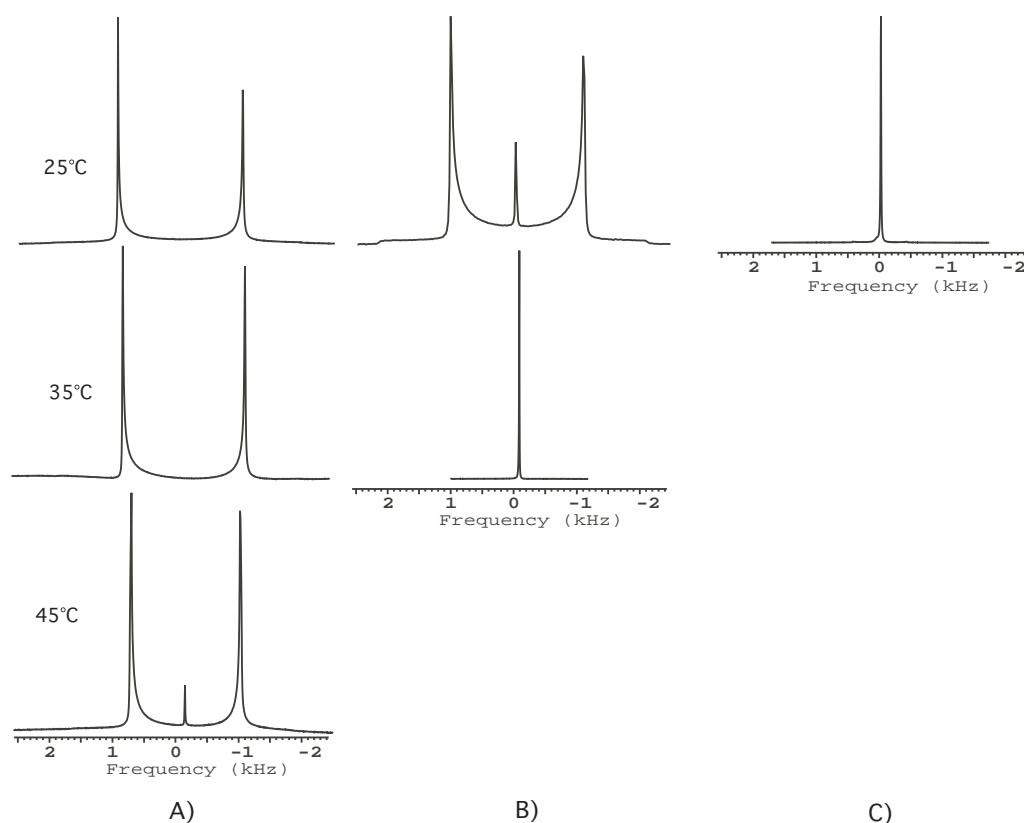 25°C
2 1 0 -1 -2
Frequency (kHz)
35°C
2 1 0 -1 -2
Frequency (kHz)
45°C
2 1 0 -1 -2
Frequency (kHz)
A) B) C)